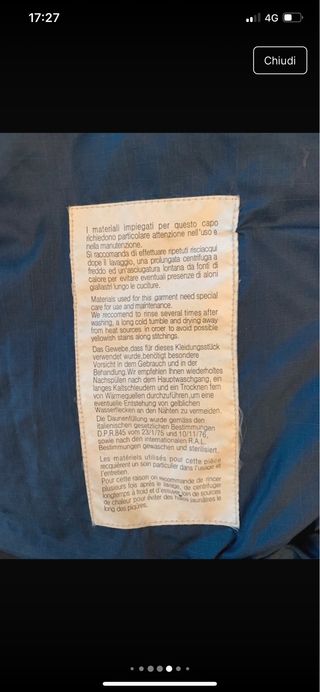 17:27
4G
Chiudi
I materiali impiegati per questo capo
richiedono particolare attenzione nell'uso e
nella manutenzione.
Si raccomanda di effettuare ripetuti risciacqui
dopo il lavaggio, una prolungata centrifuga a
freddo ed un'asciugatura lontana da fonti di
calore per evitare eventuali presenze di aloni
giallastri lungo le cuciture.
Materials used for this garment need special
care for use and maintenance.
We reccomend to rinse several times after
washing, a long cold tumble and drying away
from heat sources in orcer to avoid possible
yellowish stains along stitchings.
Das Gewebe,dass für dieses Kleidungsstück
verwendet wurde,benötigt besondere
Vorsicht in dem Gebrauch und in der
Behandlung.Wir empfehlen Ihnen wiederholtes
Nachspülen nach dem Hauptwaschgang, ein
langes Kaltschleudern und ein Trocknen fern
von Wärmequellen durchzuführen,um eine
eventuelle Entstehung von gelblichen
Wasserflecken an den Nähten zu vermeiden.
Die Daunenfüllung wurde gemäss den
italienischen gesetzlichen Bestimmungen
D.P.R.845 vom 23/1/75 und 10/11/76,
sowie nach den internationalen R.A.L.
Bestimmungen gewaschen und sterilisiert.
Les matériels utilisés pour cette pièce
recquièrent un soin particulier dans l'usage et
l'entretien.
Pour cette raison on recommande de rincer
plusieurs fois après le lavage, de centrifuger
longtemps à froid et d'essuyer loin de sources
de chaleur pour éviter des halos jaunâtres le
long des piqûres.